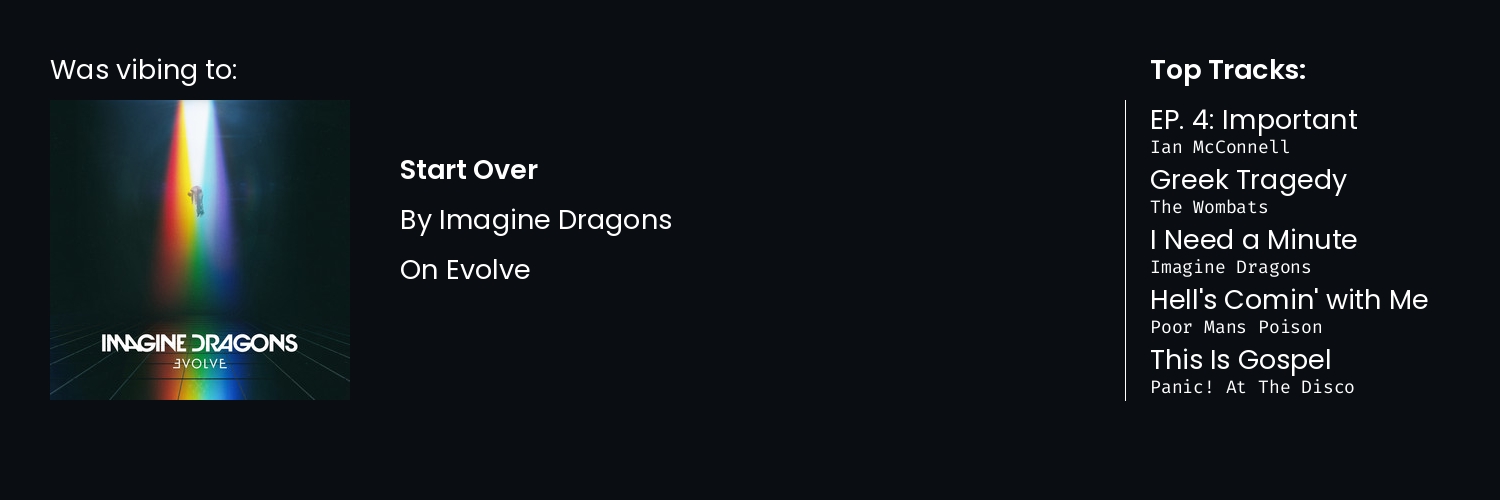 Was vibing to:
IMAGINE DRAGONS
EVOLVE
Start Over
By Imagine Dragons
On Evolve
Top Tracks:
EP. 4: Important
Ian McConnell
Greek Tragedy
The Wombats
I Need a Minute
Imagine Dragons
Hell's Comin' with Me
Poor Mans Poison
This Is Gospel
Panic! At The Disco